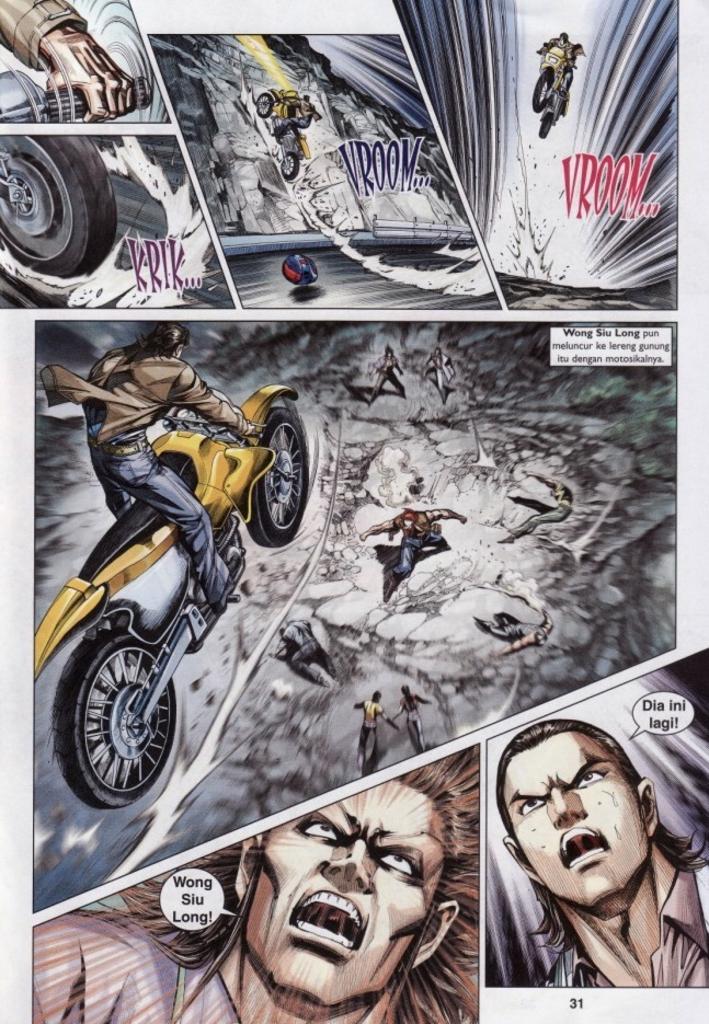 KRIK...
VROOM...
VROOM...
Wong Siu Long pun
meluncur ke lereng gunung
itu dengan motosikalnya.
Wong
Siu
Long!
Dia ini
lagi!
31